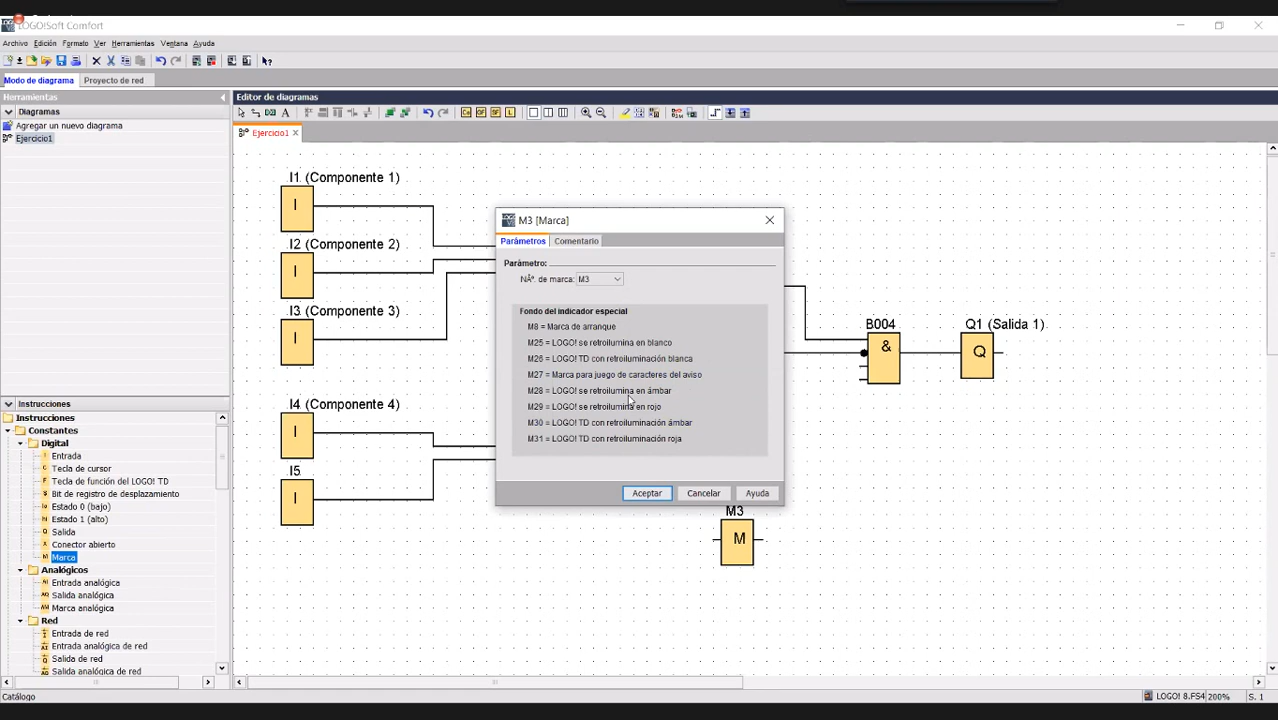 LOGO!Soft Comfort
Archivo Edición Formato Ver Herramientas Ventana Ayuda
Modo de diagrama Proyecto de red
Herramientas
Editor de diagramas
Diagramas
Agregar un nuevo diagrama
Ejercicio1
Ejercicio1
I1 (Componente 1)
I
I2 (Componente 2)
I
I3 (Componente 3)
I
I4 (Componente 4)
I
I5
I
M3 [Marca]
Parámetros Comentario
Parámetro:
NÂº. de marca: M3
Fondo del indicador especial
M8 = Marca de arranque
M25 = LOGO! se retroilumina en blanco
M26 = LOGO! TD con retroiluminación blanca
M27 = Marca para juego de caracteres del aviso
M28 = LOGO! se retroilumina en ámbar
M29 = LOGO! se retroilumina en rojo
M30 = LOGO! TD con retroiluminación ámbar
M31 = LOGO! TD con retroiluminación roja
Aceptar Cancelar Ayuda
M3
M
B004
&
Q1 (Salida 1)
Q
Instrucciones
Instrucciones
Constantes
Digital
Entrada
Tecla de cursor
Tecla de función del LOGO! TD
Bit de registro de desplazamiento
Estado 0 (bajo)
Estado 1 (alto)
Salida
Conector abierto
Marca
Analógicos
Entrada analógica
Salida analógica
Marca analógica
Red
Entrada de red
Entrada analógica de red
Salida de red
Salida analógica de red
Catálogo
LOGO! 8.FS4 200% S. 1